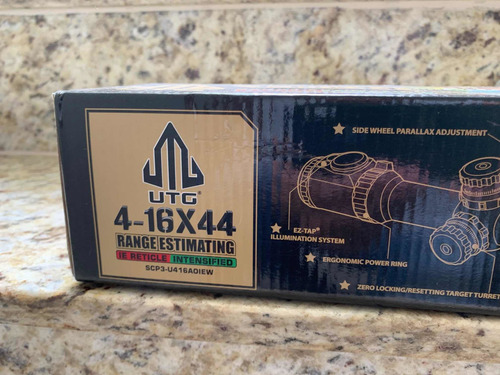 UTG®
4-16X44
RANGE ESTIMATING
IE RETICLE INTENSIFIED
SCP3-U416AOIEW
SIDE WHEEL PARALLAX ADJUSTMENT
EZ-TAP®
ILLUMINATION SYSTEM
ERGONOMIC POWER RING
ZERO LOCKING/RESETTING TARGET TURRET